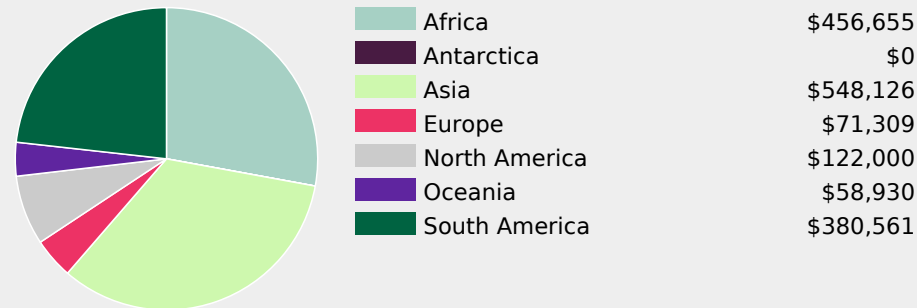 Africa $456,655
Antarctica $0
Asia $548,126
Europe $71,309
North America $122,000
Oceania $58,930
South America $380,561